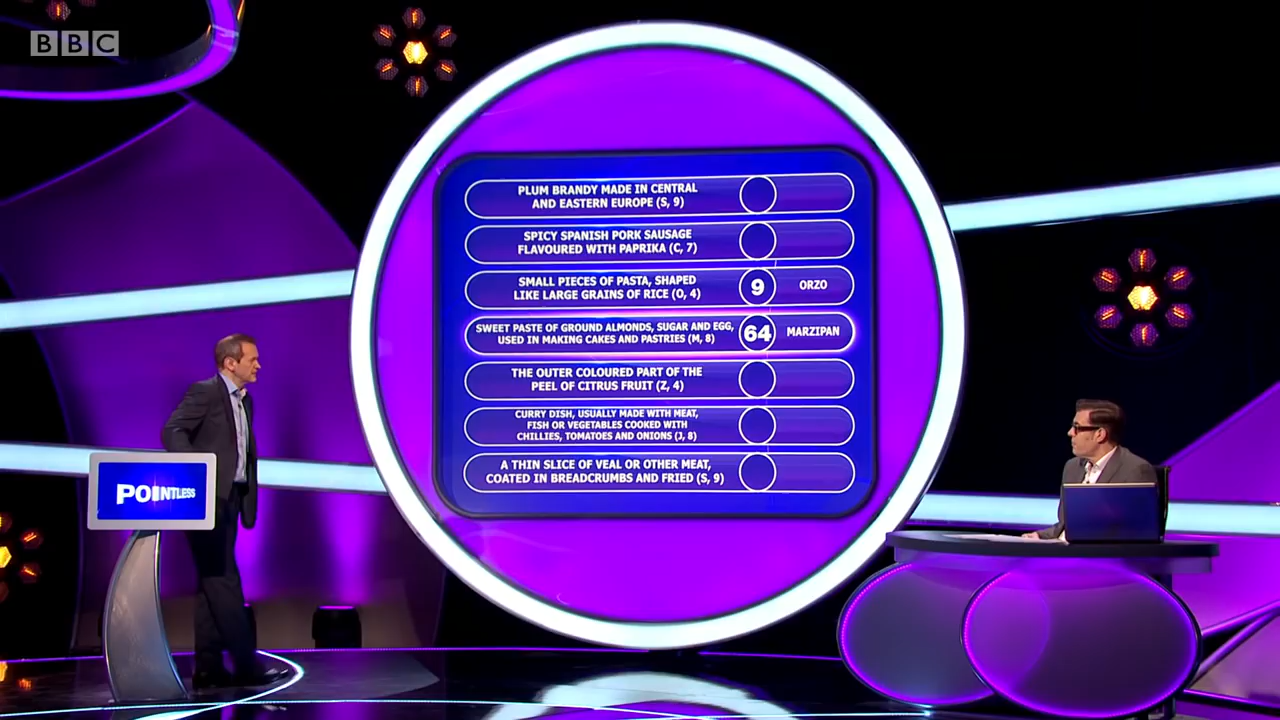 BBC
PLUM BRANDY MADE IN CENTRAL
AND EASTERN EUROPE (S, 9)
SPICY SPANISH PORK SAUSAGE
FLAVOURED WITH PAPRIKA (C, 7)
SMALL PIECES OF PASTA, SHAPED
LIKE LARGE GRAINS OF RICE (O, 4)
9
ORZO
SWEET PASTE OF GROUND ALMONDS, SUGAR AND EGG,
USED IN MAKING CAKES AND PASTRIES (M, 8)
64
MARZIPAN
THE OUTER COLOURED PART OF THE
PEEL OF CITRUS FRUIT (Z, 4)
CURRY DISH, USUALLY MADE WITH MEAT,
FISH OR VEGETABLES COOKED WITH
CHILLIES, TOMATOES AND ONIONS (J, 8)
A THIN SLICE OF VEAL OR OTHER MEAT,
COATED IN BREADCRUMBS AND FRIED (S, 9)
POINTLESS